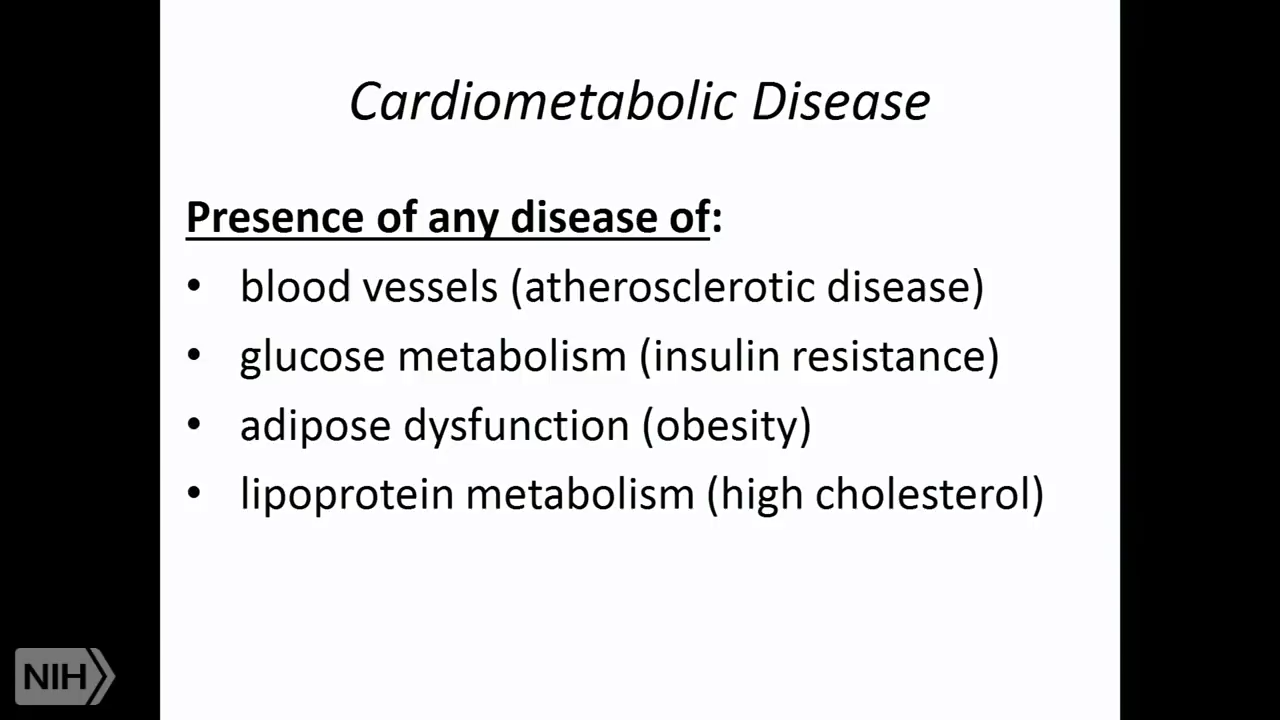 Cardiometabolic Disease
Presence of any disease of:
• blood vessels (atherosclerotic disease)
• glucose metabolism (insulin resistance)
• adipose dysfunction (obesity)
• lipoprotein metabolism (high cholesterol)
NIH